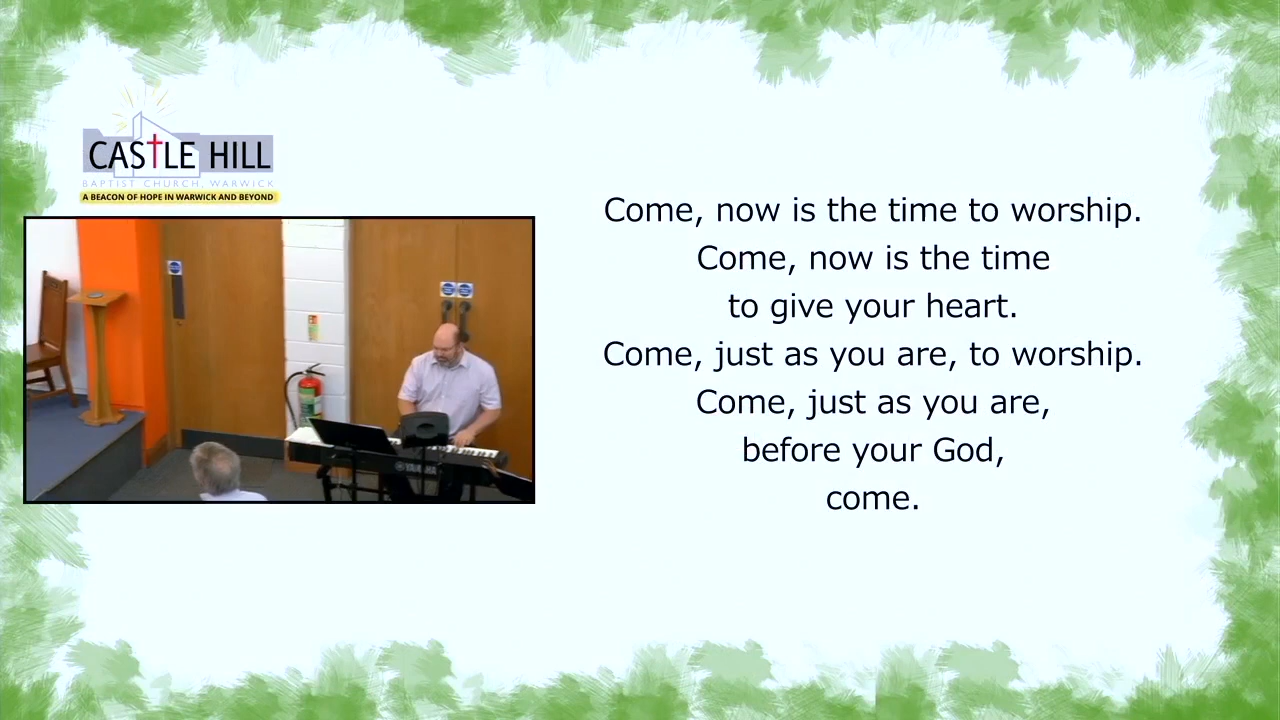 CASTLE HILL
BAPTIST CHURCH, WARWICK
A BEACON OF HOPE IN WARWICK AND BEYOND
Come, now is the time to worship.
Come, now is the time
to give your heart.
Come, just as you are, to worship.
Come, just as you are,
before your God,
come.
YAMAHA